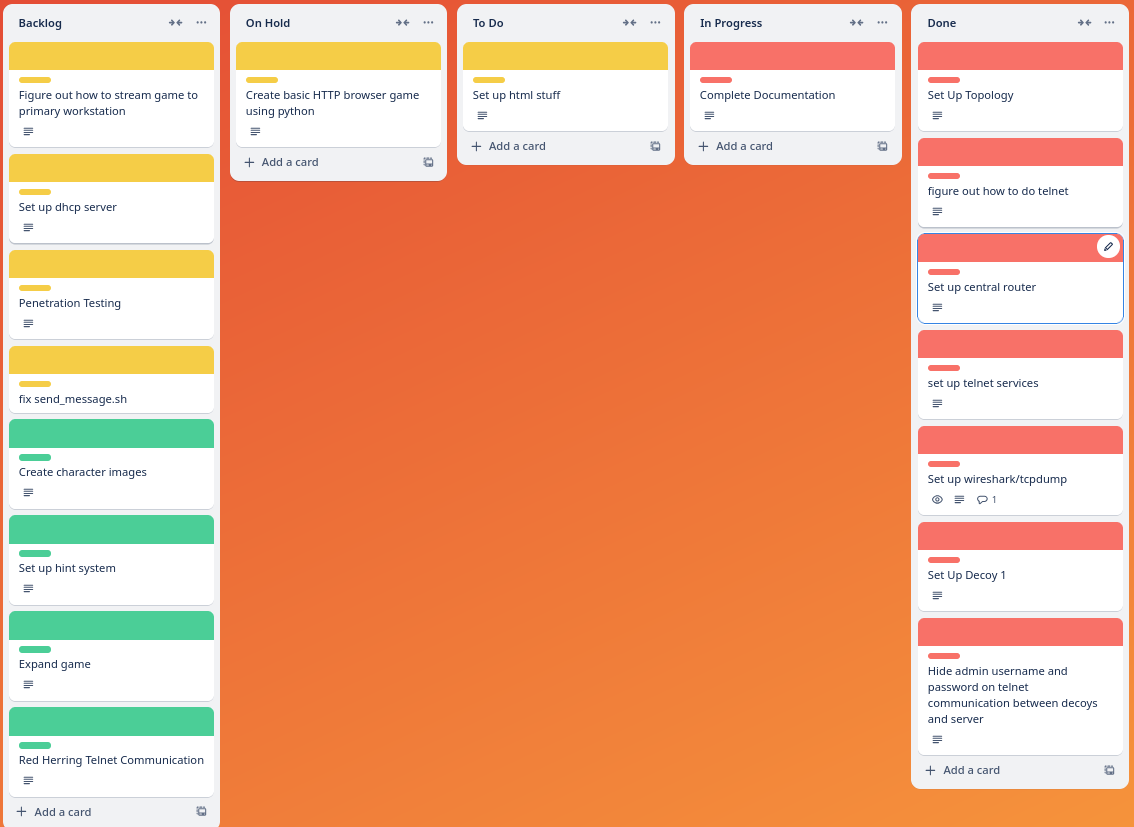 Backlog
Figure out how to stream game to
primary workstation
Set up dhcp server
Penetration Testing
fix send_message.sh
Create character images
Set up hint system
Expand game
Red Herring Telnet Communication
Add a card
On Hold
Create basic HTTP browser game
using python
Add a card
To Do
Set up html stuff
Add a card
In Progress
Complete Documentation
Add a card
Done
Set Up Topology
figure out how to do telnet
Set up central router
set up telnet services
Set up wireshark/tcpdump
1
Set Up Decoy 1
Hide admin username and
password on telnet
communication between decoys
and server
Add a card